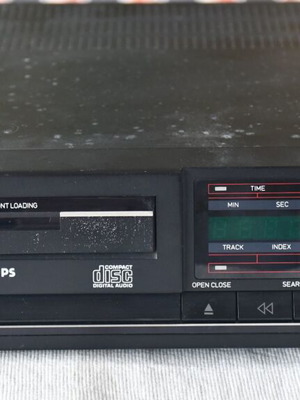 NT LOADING
PS
COMPACT
disc
DIGITAL AUDIO
TIME
MIN SEC
TRACK INDEX
OPEN CLOSE SEAR